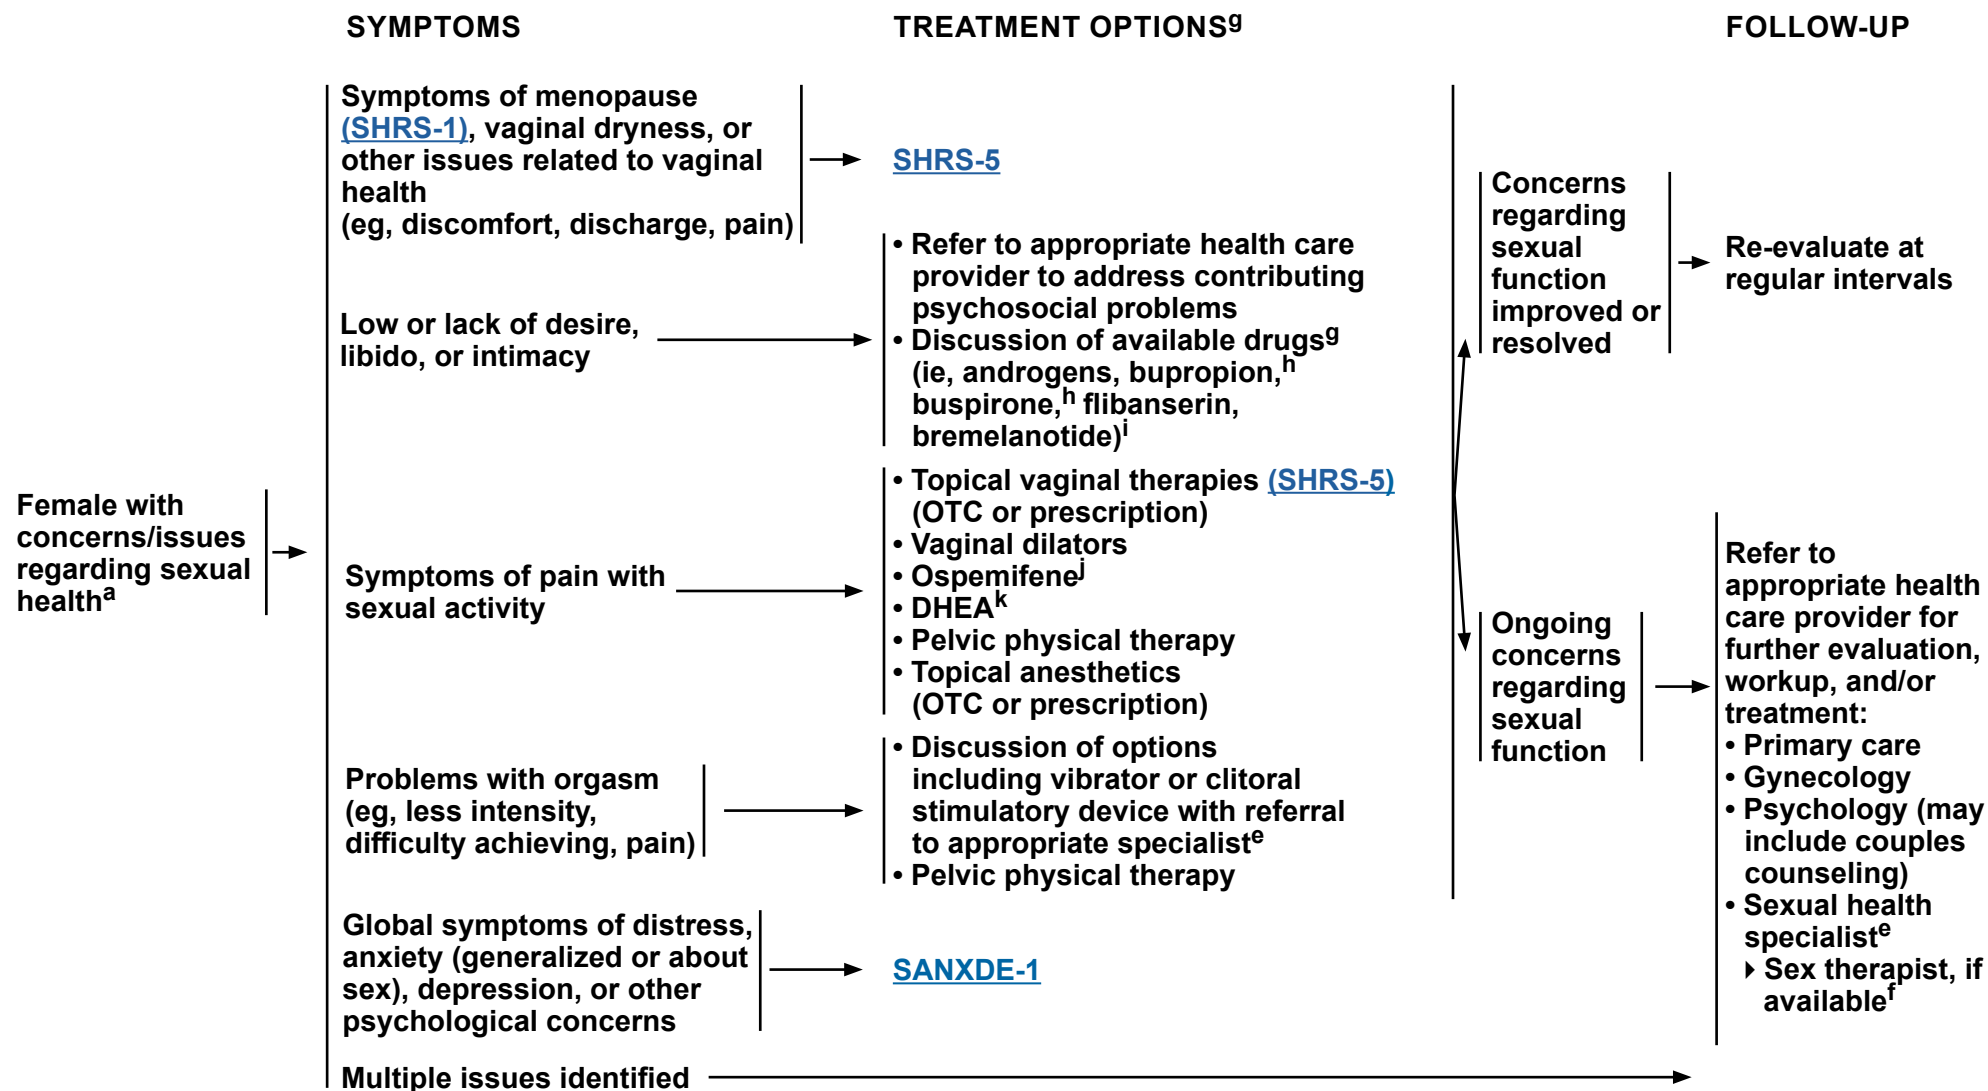 SYMPTOMS
TREATMENT OPTIONSg
FOLLOW-UP
Female with
concerns/issues
regarding sexual
healtha
Symptoms of menopause
(SHRS-1), vaginal dryness, or
other issues related to vaginal
health
(eg, discomfort, discharge, pain)
SHRS-5
Low or lack of desire,
libido, or intimacy
• Refer to appropriate health care
provider to address contributing
psychosocial problems
• Discussion of available drugsg
(ie, androgens, bupropion,h
buspirone,h flibanserin,
bremelanotide)i
Symptoms of pain with
sexual activity
• Topical vaginal therapies (SHRS-5)
(OTC or prescription)
• Vaginal dilators
• Ospemifenej
• DHEAk
• Pelvic physical therapy
• Topical anesthetics
(OTC or prescription)
Problems with orgasm
(eg, less intensity,
difficulty achieving, pain)
• Discussion of options
including vibrator or clitoral
stimulatory device with referral
to appropriate specialiste
• Pelvic physical therapy
Global symptoms of distress,
anxiety (generalized or about
sex), depression, or other
psychological concerns
SANXDE-1
Multiple issues identified
Concerns
regarding
sexual
function
improved or
resolved
Re-evaluate at
regular intervals
Ongoing
concerns
regarding
sexual
function
Refer to
appropriate health
care provider for
further evaluation,
workup, and/or
treatment:
• Primary care
• Gynecology
• Psychology (may
include couples
counseling)
• Sexual health
specialiste
▸ Sex therapist, if
availablef